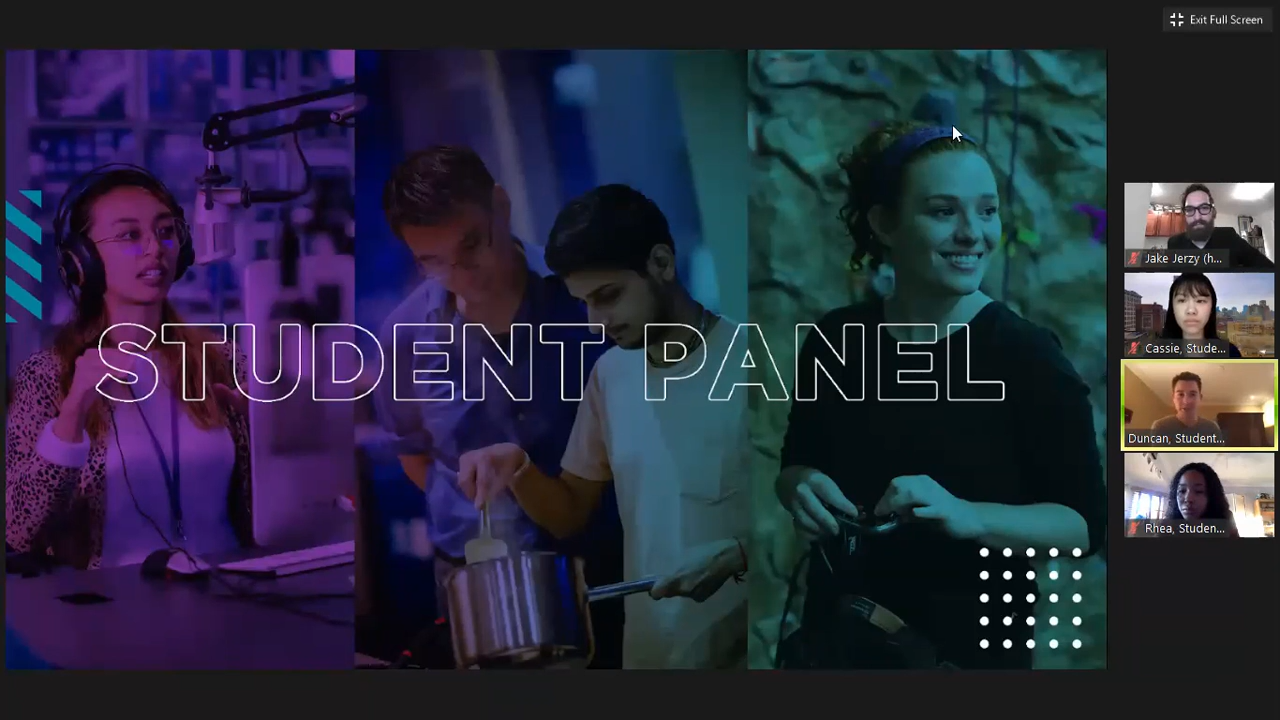 Exit Full Screen
STUDENT PANEL
Jake Jerzy (h...
Cassie, Stude...
Duncan, Student...
Rhea, Studen...